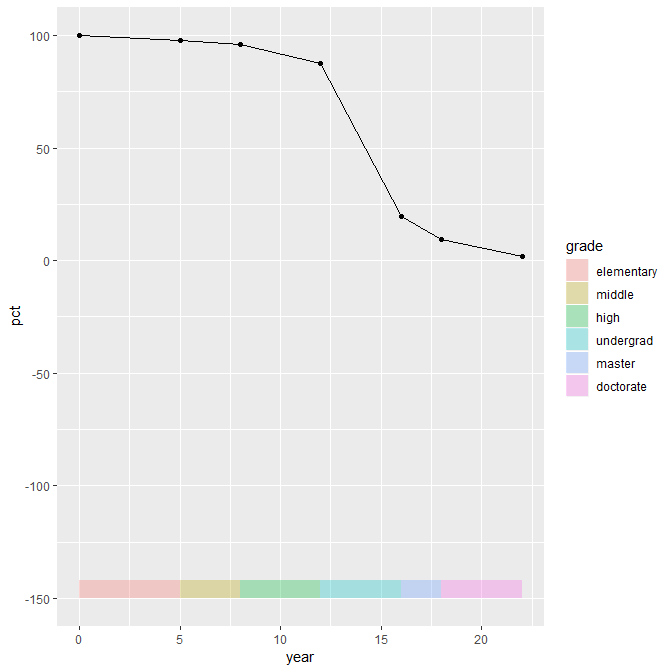 100
50
0
-50
-100
-150
pct
0 5 10 15 20
year
grade
elementary
middle
high
undergrad
master
doctorate